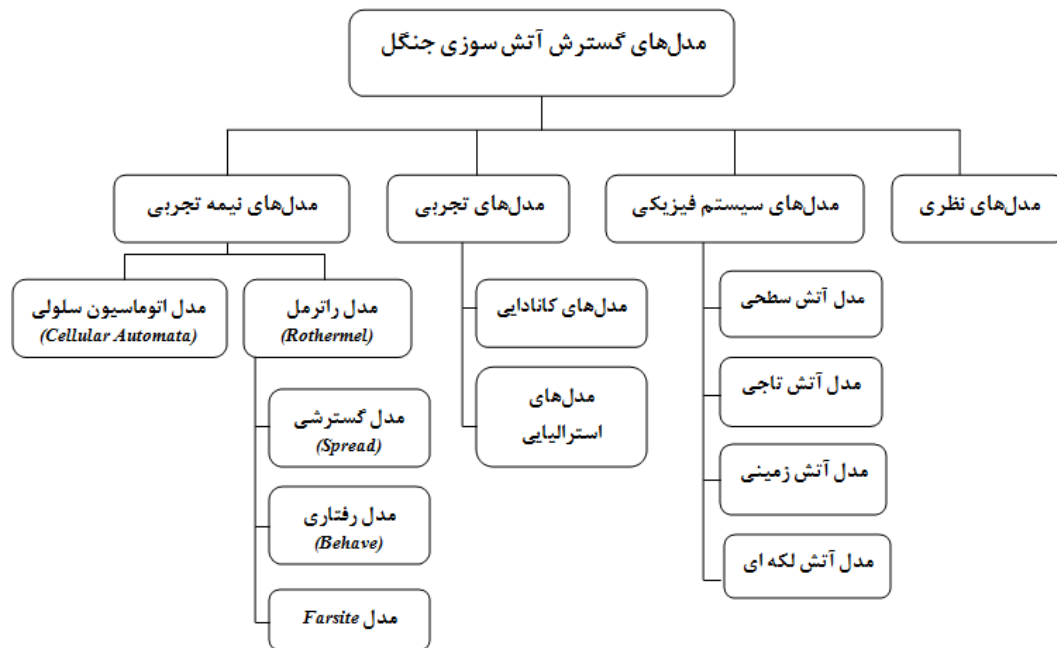 مدل‌های گسترش آتش سوزی جنگل
مدل‌های نظری
مدل‌های سیستم فیزیکی
مدل‌های تجربی
مدل‌های نیمه تجربی
مدل آتش سطحی
مدل آتش تاجی
مدل آتش زمینی
مدل آتش لکه ای
مدل‌های کانادایی
مدل‌های
استرالیایی
مدل راترمل
(Rothermel)
مدل گسترشی
(Spread)
مدل رفتاری
(Behave)
مدل Farsite
مدل اتوماسیون سلولی
(Cellular Automata)